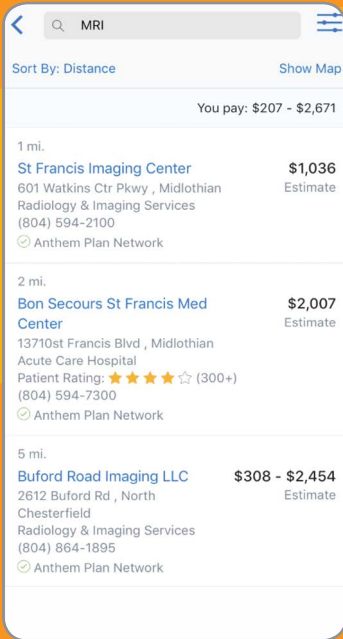 MRI
Sort By: Distance
Show Map
You pay: $207 - $2,671
1 mi.
St Francis Imaging Center
$1,036
601 Watkins Ctr Pkwy , Midlothian
Estimate
Radiology & Imaging Services
(804) 594-2100
Anthem Plan Network
2 mi.
Bon Secours St Francis Med
$2,007
Center
Estimate
13710st Francis Blvd , Midlothian
Acute Care Hospital
Patient Rating: (300+)
(804) 594-7300
Anthem Plan Network
5 mi.
Buford Road Imaging LLC
$308 - $2,454
2612 Buford Rd , North
Estimate
Chesterfield
Radiology & Imaging Services
(804) 864-1895
Anthem Plan Network